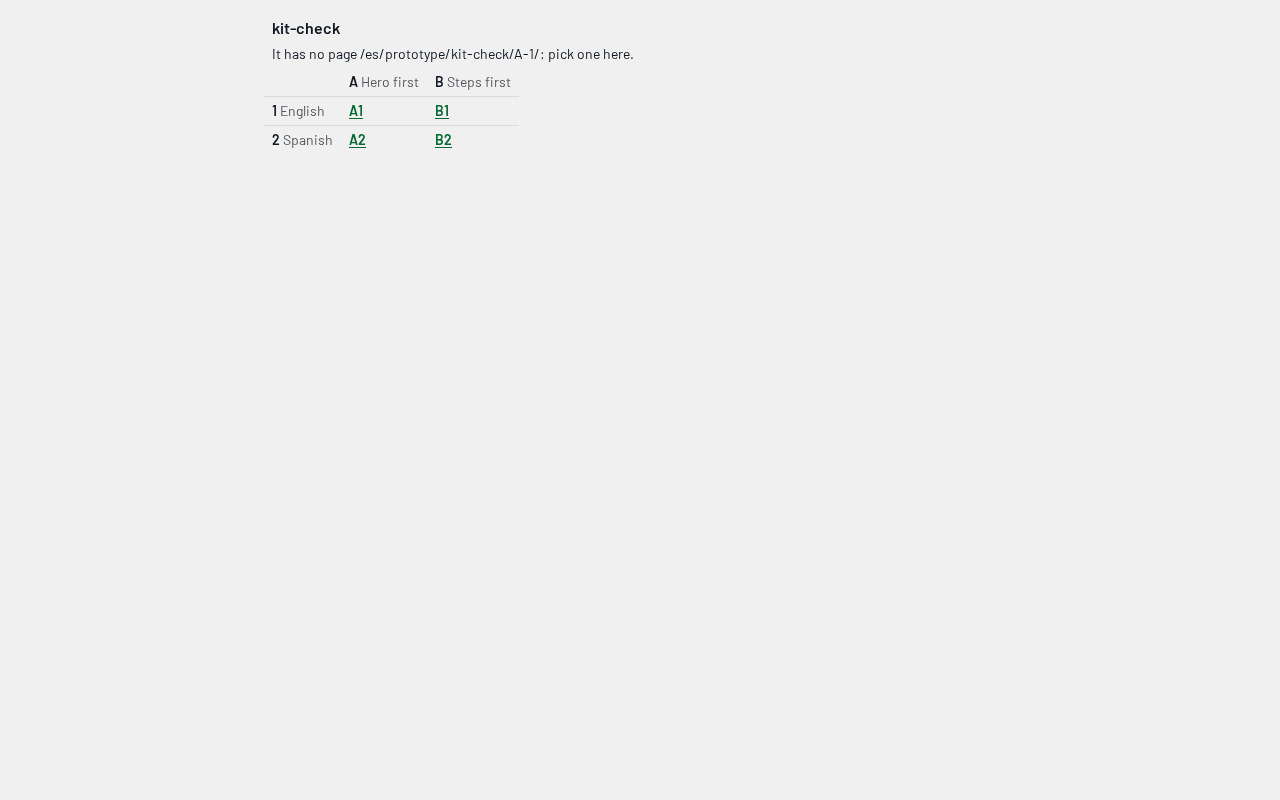 kit-check
It has no page /es/prototype/kit-check/A-1/: pick one here.
A Hero first B Steps first
1 English A1 B1
2 Spanish A2 B2